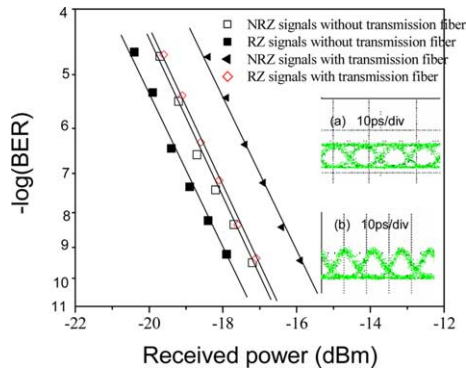 4
5
6
7
8
9
10
11
-log(BER)
NRZ signals without transmission fiber
RZ signals without transmission fiber
NRZ signals with transmission fiber
RZ signals with transmission fiber
(a) 10ps/div
(b) 10ps/div
-22 -20 -18 -16 -14 -12
Received power (dBm)